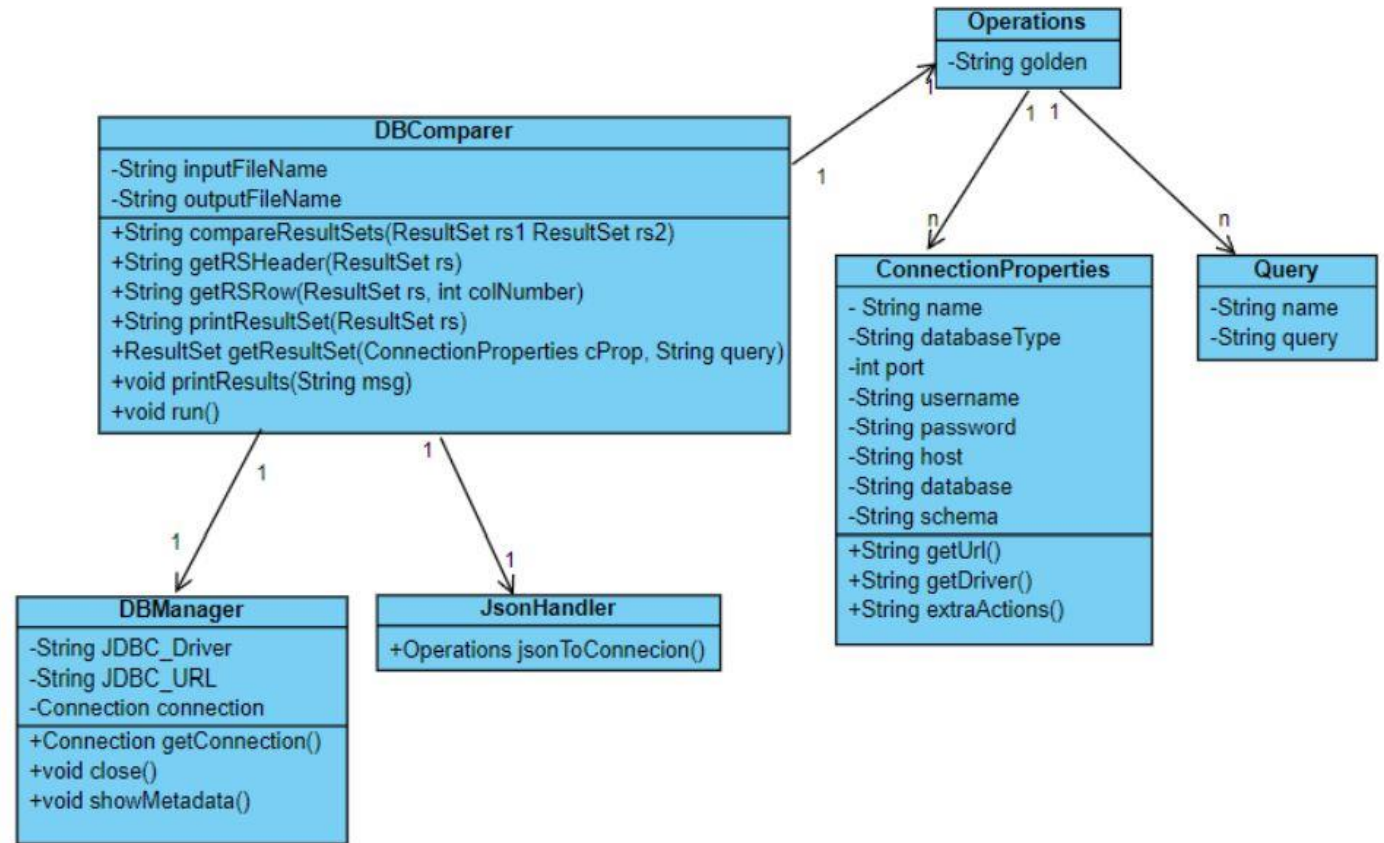 Operations
-String golden
1
1 1
DBComparer
-String inputFileName
-String outputFileName
+String compareResultSets(ResultSet rs1 ResultSet rs2)
+String getRSHeader(ResultSet rs)
+String getRSRow(ResultSet rs, int colNumber)
+String printResultSet(ResultSet rs)
+ResultSet getResultSet(ConnectionProperties cProp, String query)
+void printResults(String msg)
+void run()
1
n
n
ConnectionProperties
- String name
-String databaseType
-int port
-String username
-String password
-String host
-String database
-String schema
+String getUrl()
+String getDriver()
+String extraActions()
Query
-String name
-String query
1
1
1
1
DBManager
-String JDBC_Driver
-String JDBC_URL
-Connection connection
+Connection getConnection()
+void close()
+void showMetadata()
JsonHandler
+Operations jsonToConnecion()